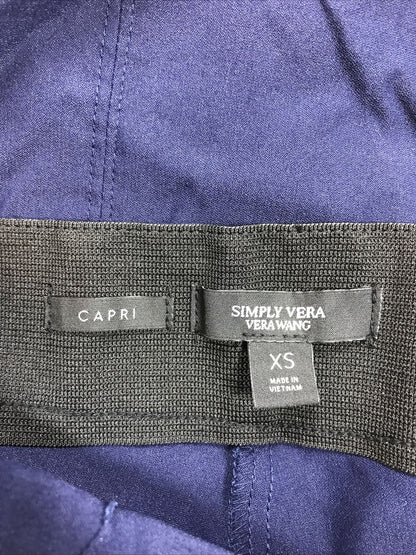 CAPRI
SIMPLY VERA
VERA WANG
XS
MADE IN
VIETNAM